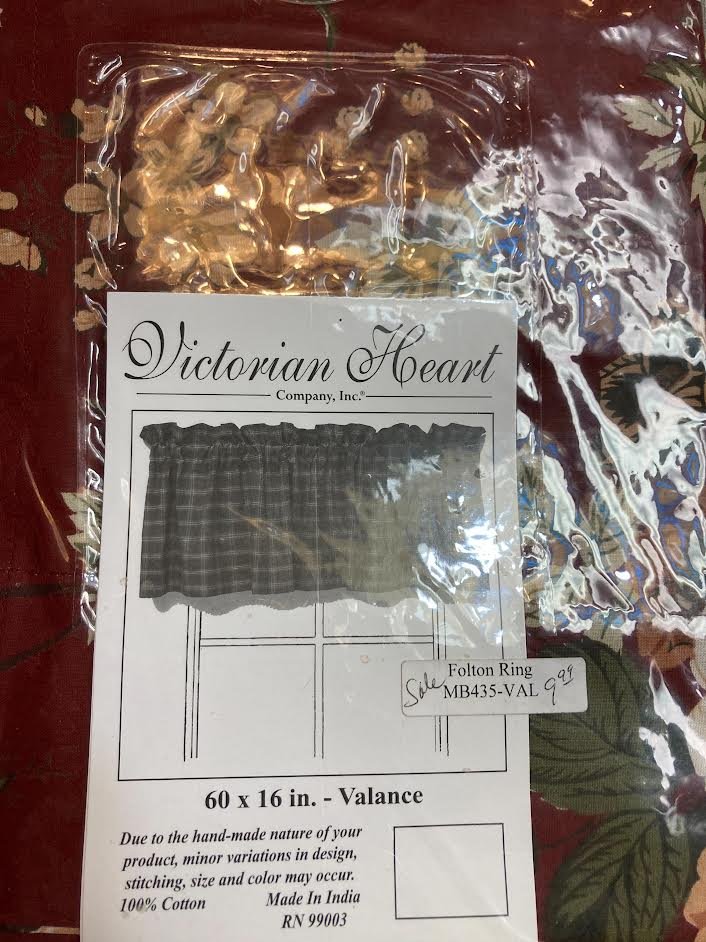 Victorian Heart
Company, Inc.®
Folton Ring
Sale MB435-VAL 9.99
60 x 16 in. - Valance
Due to the hand-made nature of your
product, minor variations in design,
stitching, size and color may occur.
100% Cotton Made In India
RN 99003